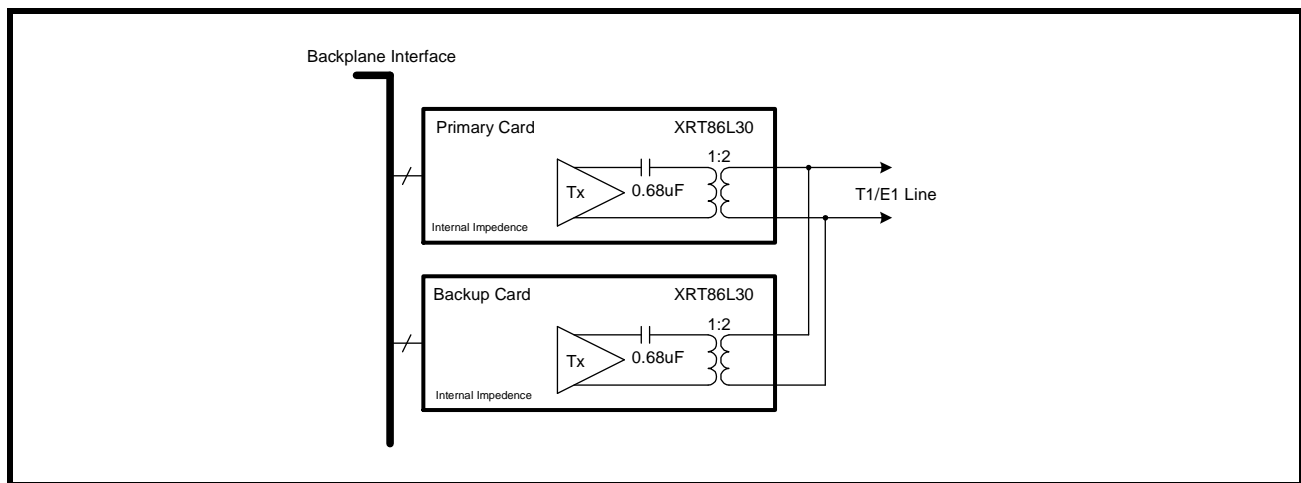 Backplane Interface
Primary Card XRT86L30
1:2
Tx 0.68uF
Internal Impedence
T1/E1 Line
Backup Card XRT86L30
1:2
Tx 0.68uF
Internal Impedence